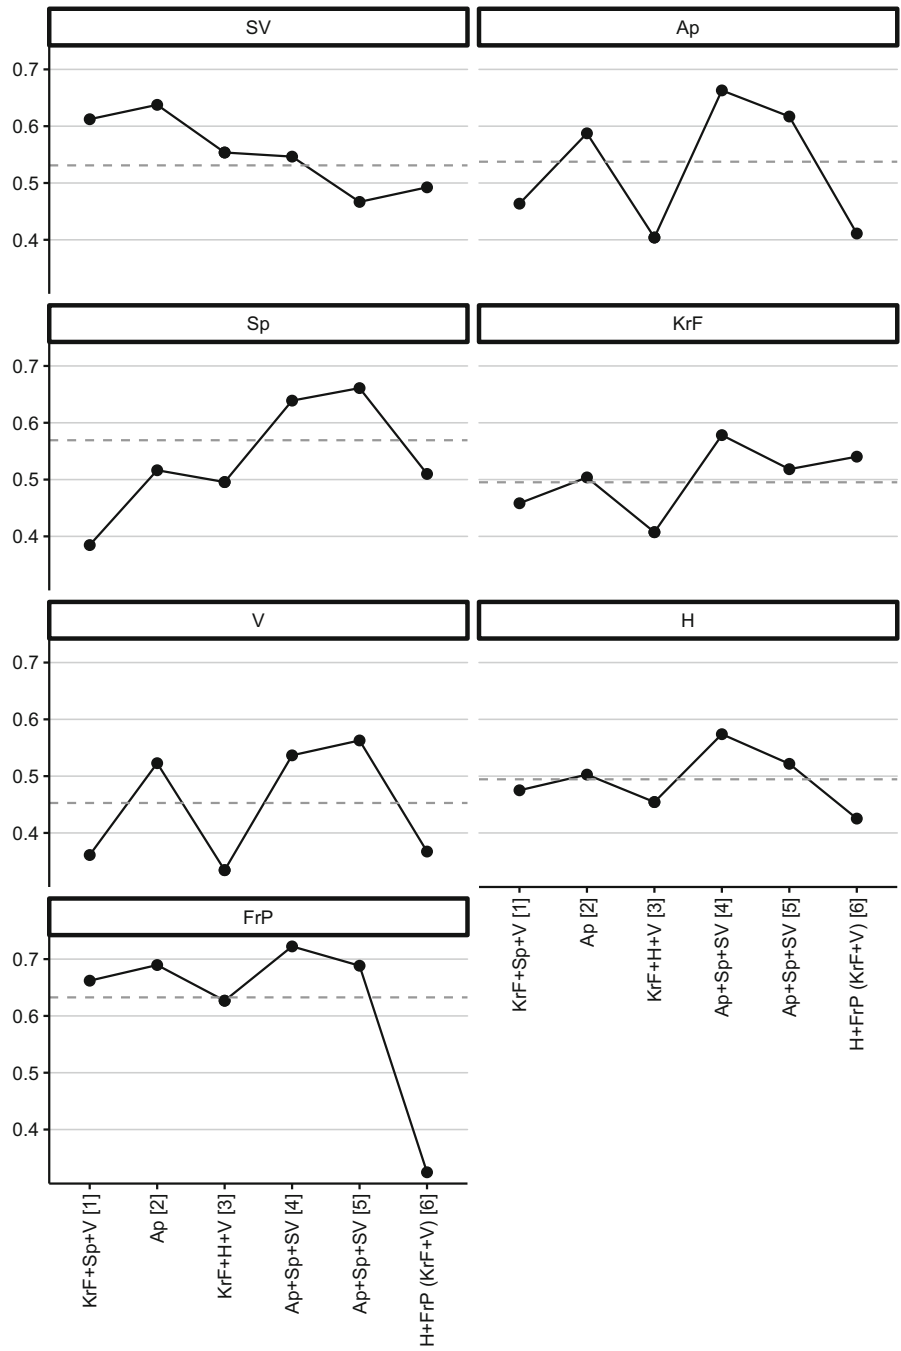 SV
Ap
0.7
0.6
0.5
0.4
Sp
KrF
0.7
0.6
0.5
0.4
V
H
0.7
0.6
0.5
0.4
KrF+Sp+V [1]
Ap [2]
KrF+H+V [3]
Ap+Sp+SV [4]
Ap+Sp+SV [5]
H+FrP (KrF+V) [6]
FrP
0.7
0.6
0.5
0.4
KrF+Sp+V [1]
Ap [2]
KrF+H+V [3]
Ap+Sp+SV [4]
Ap+Sp+SV [5]
H+FrP (KrF+V) [6]